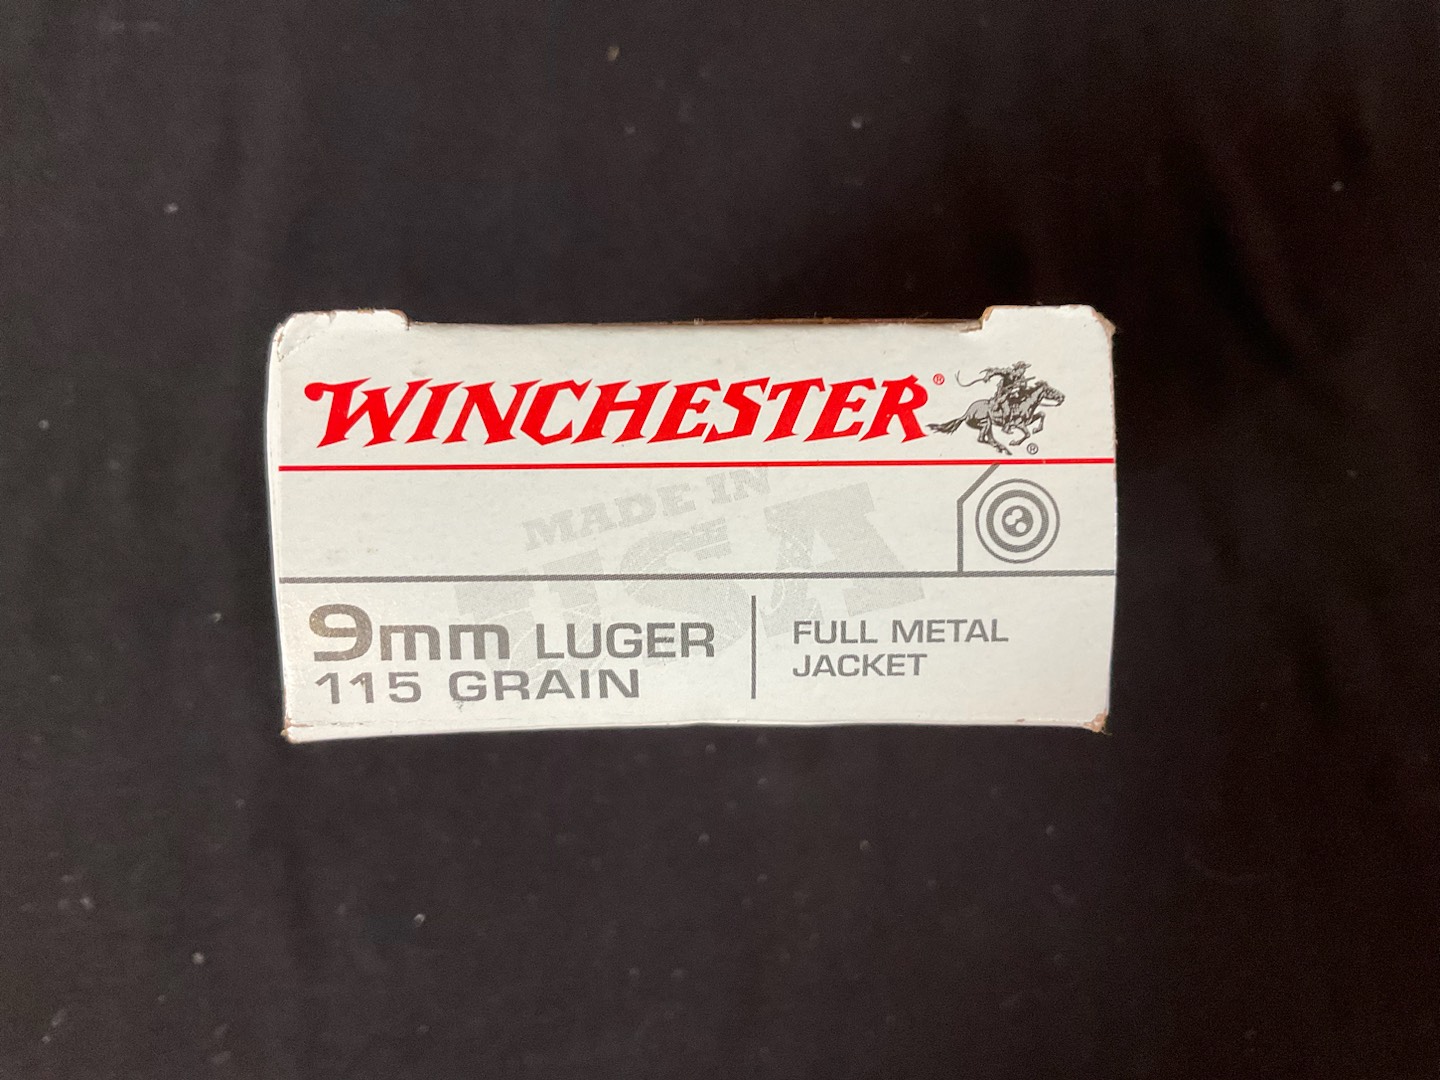 WINCHESTER®
®
MADE IN
USA
9mm LUGER
115 GRAIN
FULL METAL
JACKET